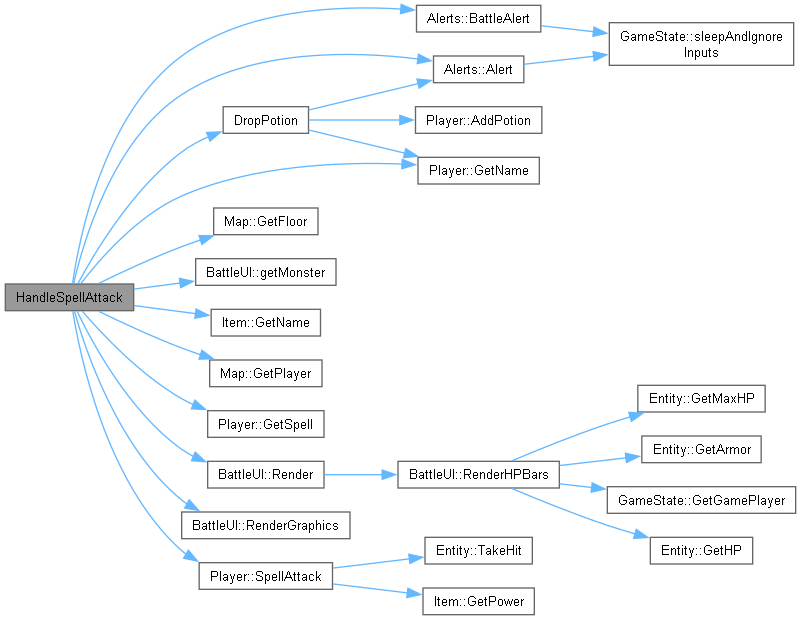 Alerts::BattleAlert
GameState::sleepAndIgnore
Inputs
Alerts::Alert
DropPotion
Player::AddPotion
Player::GetName
Map::GetFloor
BattleUI::getMonster
HandleSpellAttack
Item::GetName
Map::GetPlayer
Entity::GetMaxHP
Player::GetSpell
Entity::GetArmor
BattleUI::Render
BattleUI::RenderHPBars
GameState::GetGamePlayer
BattleUI::RenderGraphics
Entity::GetHP
Entity::TakeHit
Player::SpellAttack
Item::GetPower